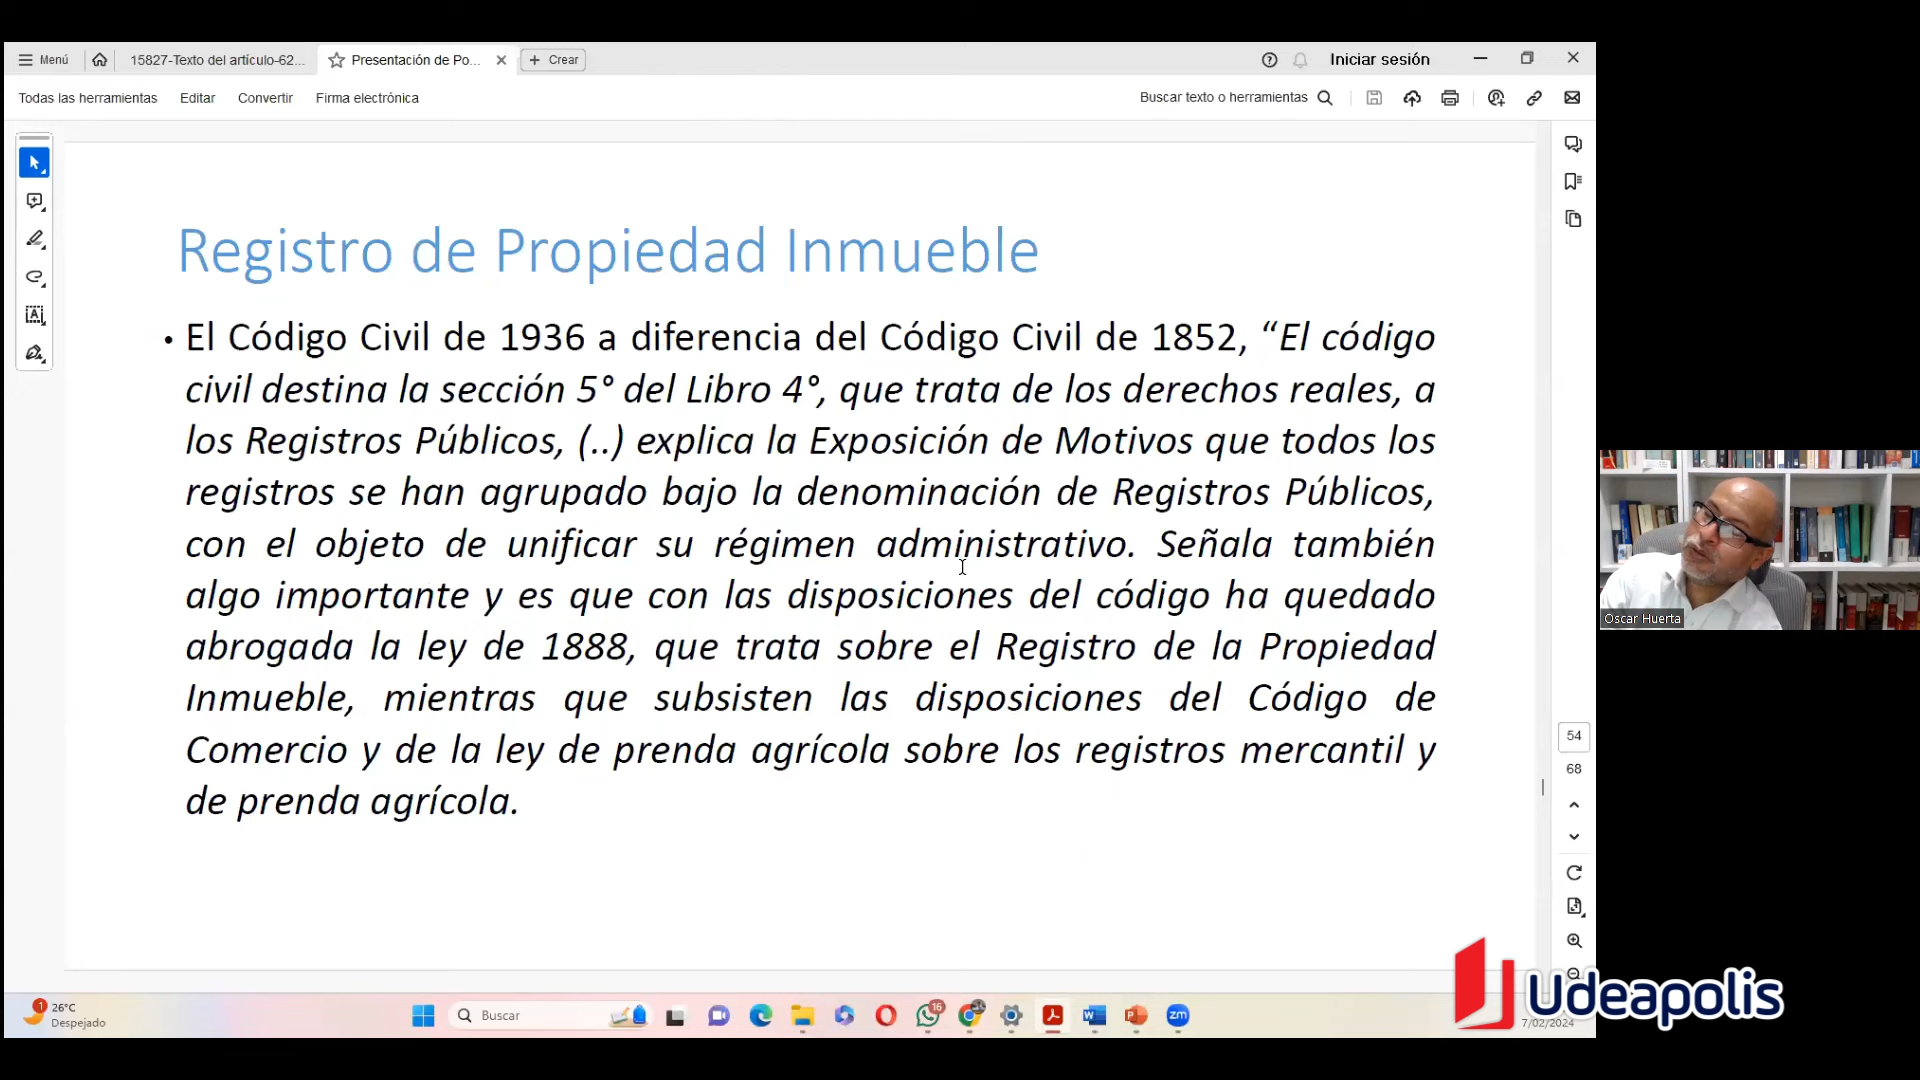 Menú
15827-Texto del artículo-62...
Presentación de Po...
Crear
Iniciar sesión
Todas las herramientas
Editar
Convertir
Firma electrónica
Buscar texto o herramientas
Registro de Propiedad Inmueble
• El Código Civil de 1936 a diferencia del Código Civil de 1852, “El código
civil destina la sección 5° del Libro 4°, que trata de los derechos reales, a
los Registros Públicos, (..) explica la Exposición de Motivos que todos los
registros se han agrupado bajo la denominación de Registros Públicos,
con el objeto de unificar su régimen administrativo. Señala también
algo importante y es que con las disposiciones del código ha quedado
abrogada la ley de 1888, que trata sobre el Registro de la Propiedad
Inmueble, mientras que subsisten las disposiciones del Código de
Comercio y de la ley de prenda agrícola sobre los registros mercantil y
de prenda agrícola.
Oscar Huerta
54
68
Udeapolis
1
26°C
Despejado
Buscar
16
zm
7/02/2024